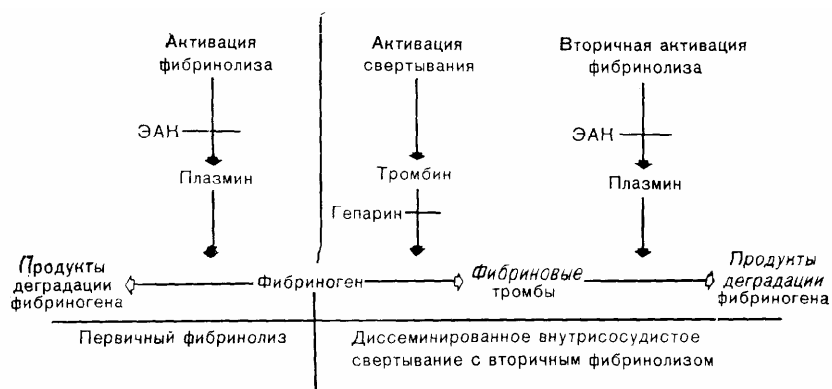 Активация
фибринолиза
ЭАК
Плазмин
Активация
свертывания
Тромбин
Гепарин
Вторичная активация
фибринолиза
ЭАК
Плазмин
Продукты
деградации
фибриногена
Фибриноген
Фибриновые
тромбы
Продукты
деградации
фибриногена
Первичный фибринолиз
Диссеминированное внутрисосудистое
свертывание с вторичным фибринолизом